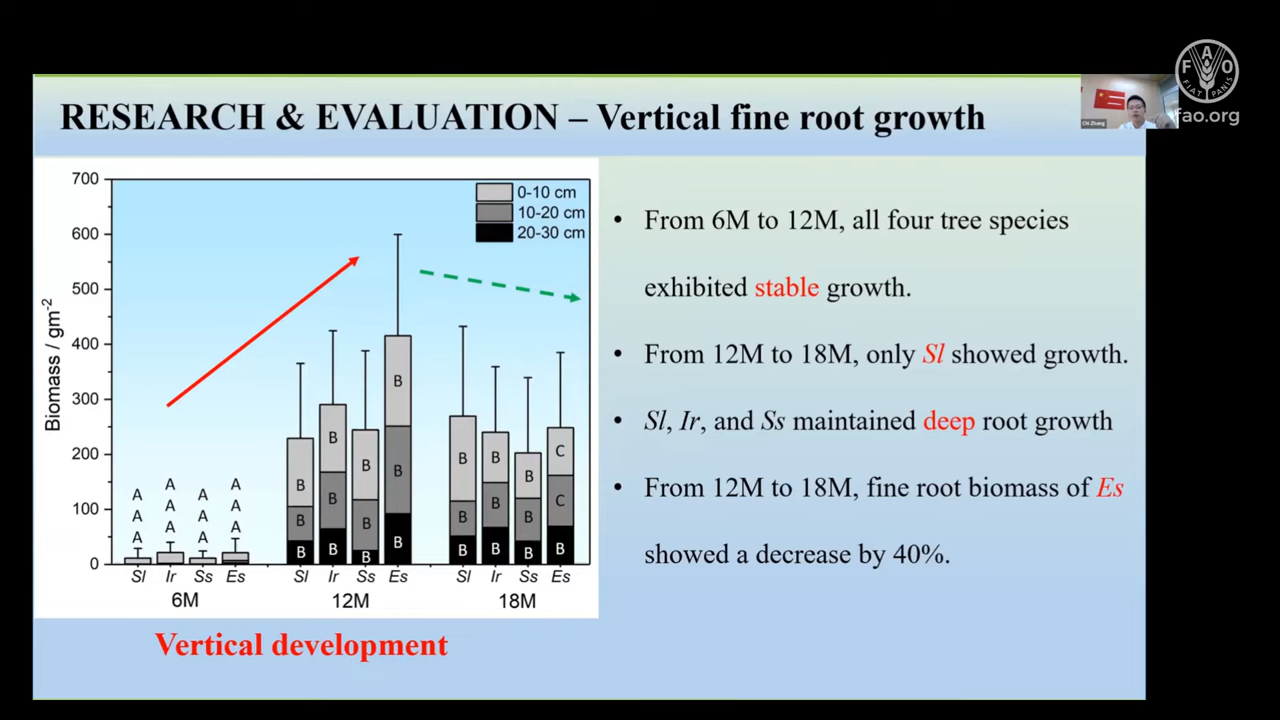 RESEARCH & EVALUATION – Vertical fine root growth
Chi Zhang
F A O
FIAT PANIS
fao.org
700
600
500
400
300
200
100
0
Biomass / gm-2
0-10 cm
10-20 cm
20-30 cm
A A A A
A A A A
A A A A
B B B B
B B B B
B B B B
B B B C
B B B C
B B B B
Sl Ir Ss Es Sl Ir Ss Es Sl Ir Ss Es
6M 12M 18M
Vertical development
• From 6M to 12M, all four tree species
exhibited stable growth.
• From 12M to 18M, only Sl showed growth.
• Sl, Ir, and Ss maintained deep root growth
• From 12M to 18M, fine root biomass of Es
showed a decrease by 40%.